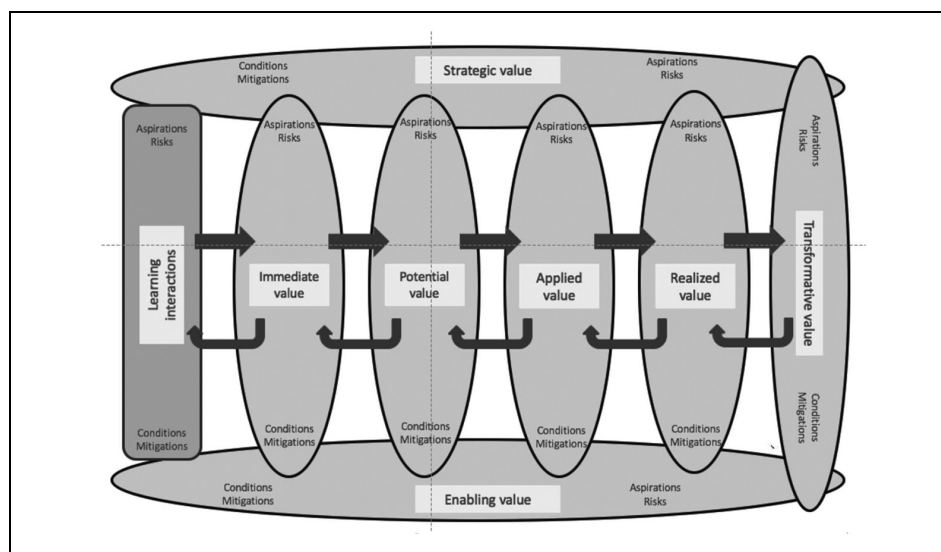 Conditions
Mitigations
Strategic value
Aspirations
Risks
Aspirations
Risks
Aspirations
Risks
Aspirations
Risks
Aspirations
Risks
Aspirations
Risks
Aspirations
Risks
Learning
interactions
Immediate
value
Potential
value
Applied
value
Realized
value
Transformative value
Conditions
Mitigations
Conditions
Mitigations
Conditions
Mitigations
Conditions
Mitigations
Conditions
Mitigations
Conditions
Mitigations
Conditions
Mitigations
Enabling value
Aspirations
Risks